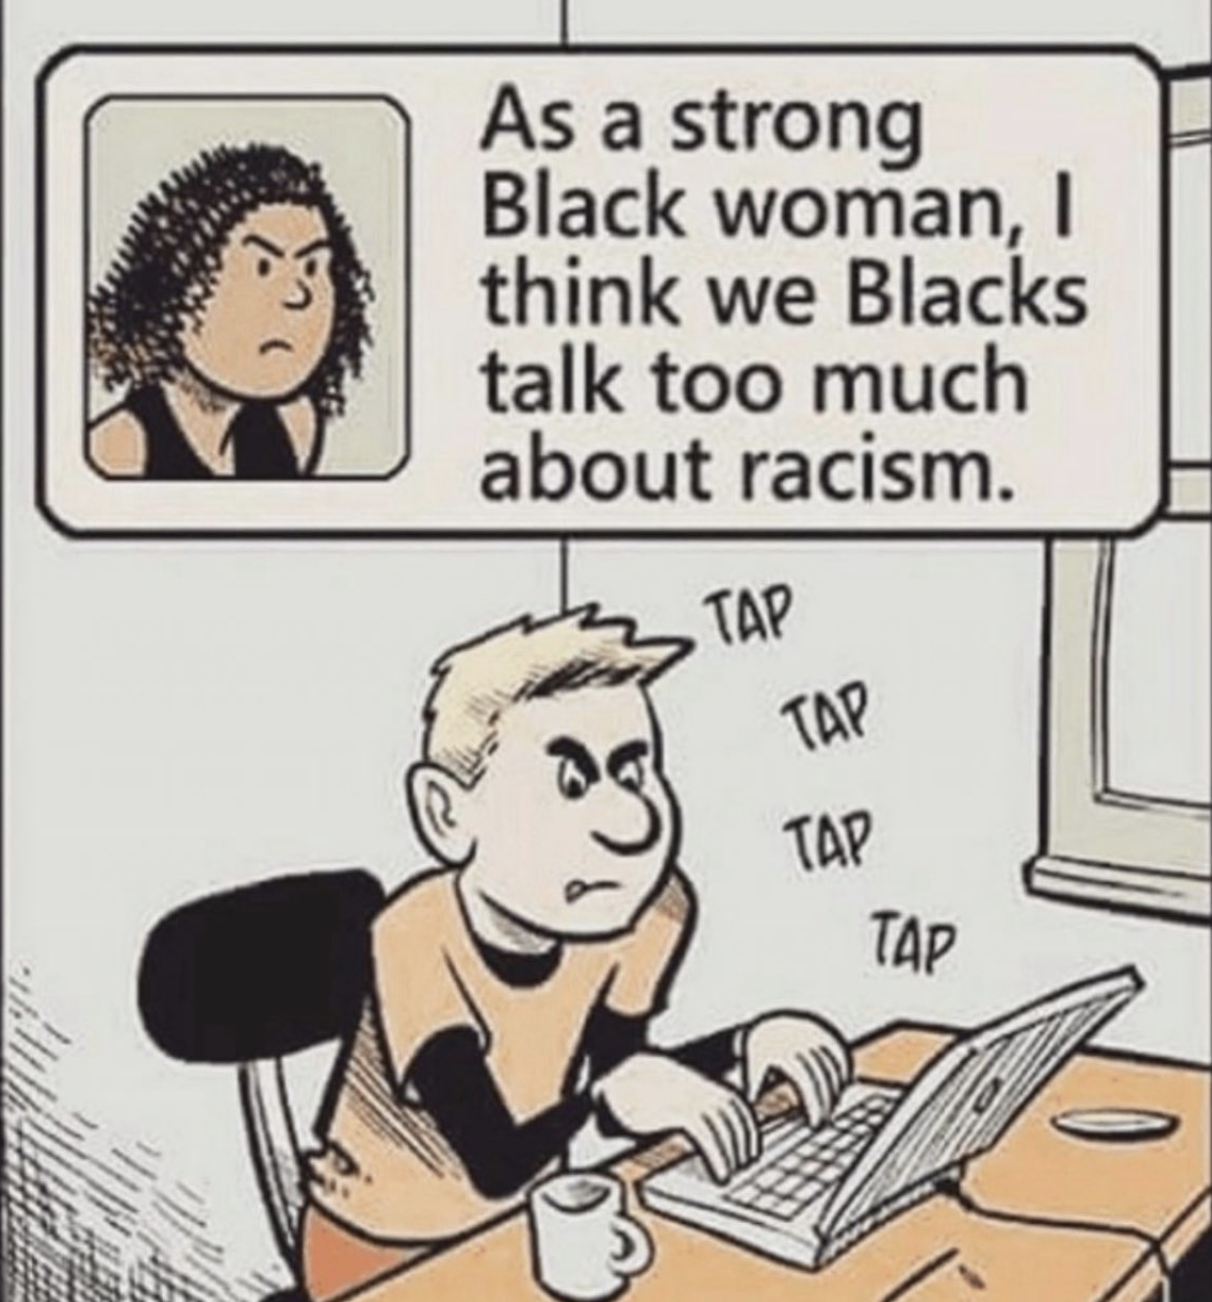 As a strong
Black woman, I
think we Blacks
talk too much
about racism.
TAP
TAP
TAP
TAP